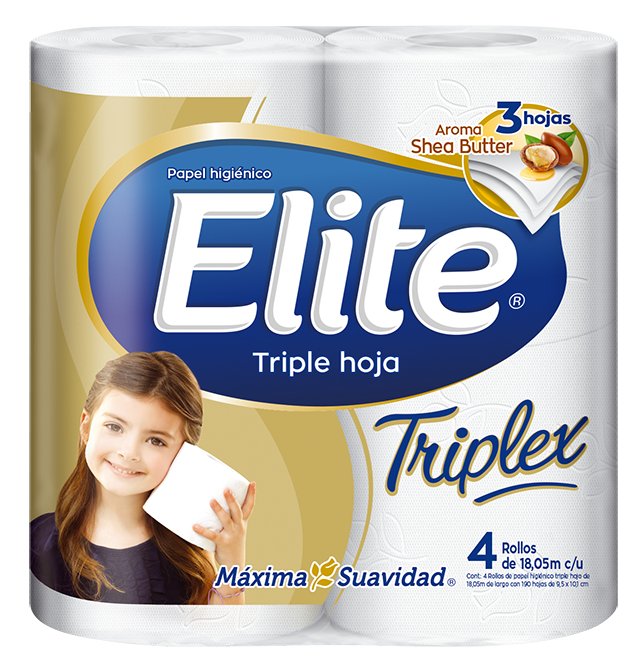 3 hojas
Aroma
Shea Butter
Papel higiénico
Elite®
Triple hoja
Triplex
4 Rollos
de 18,05m c/u
Cont.: 4 Rollos de papel higiénico triple hoja de
18,05m de largo con 190 hojas de 9,5 x 10,1 cm
Máxima Suavidad®